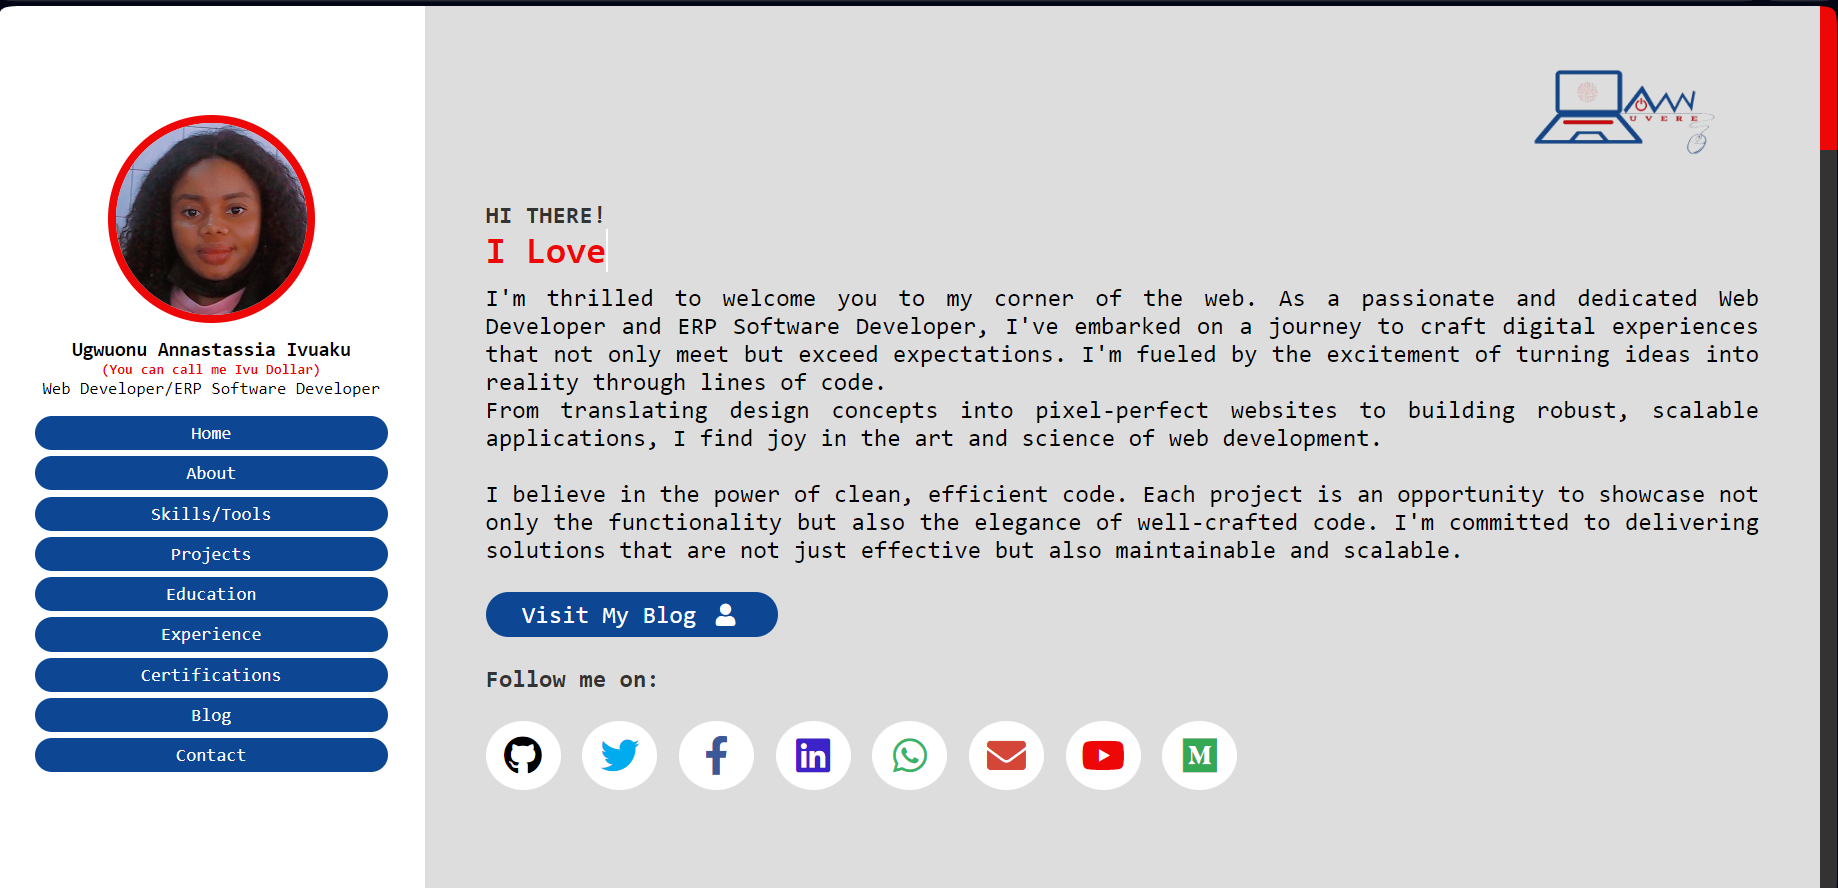 Ugwuonu Annastassia Ivuaku
(You can call me Ivu Dollar)
Web Developer/ERP Software Developer
Home
About
Skills/Tools
Projects
Education
Experience
Certifications
Blog
Contact
UVERE
HI THERE!
I Love
I'm thrilled to welcome you to my corner of the web. As a passionate and dedicated Web
Developer and ERP Software Developer, I've embarked on a journey to craft digital experiences
that not only meet but exceed expectations. I'm fueled by the excitement of turning ideas into
reality through lines of code.
From translating design concepts into pixel-perfect websites to building robust, scalable
applications, I find joy in the art and science of web development.
I believe in the power of clean, efficient code. Each project is an opportunity to showcase not
only the functionality but also the elegance of well-crafted code. I'm committed to delivering
solutions that are not just effective but also maintainable and scalable.
Visit My Blog
Follow me on: